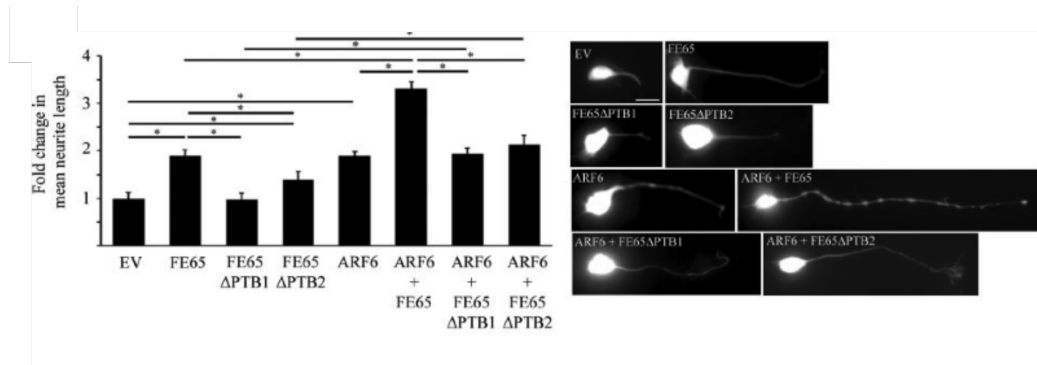 Fold change in
mean neurite length
4
3
2
1
*
*
*
*
*
*
*
*
*
*
*
EV
FE65
FE65
ΔPTB1
FE65
ΔPTB2
ARF6
ARF6
+
FE65
ARF6
+
FE65
ΔPTB1
ARF6
+
FE65
ΔPTB2
EV
FE65
FE65ΔPTB1
FE65ΔPTB2
ARF6
ARF6 + FE65
ARF6 + FE65ΔPTB1
ARF6 + FE65ΔPTB2